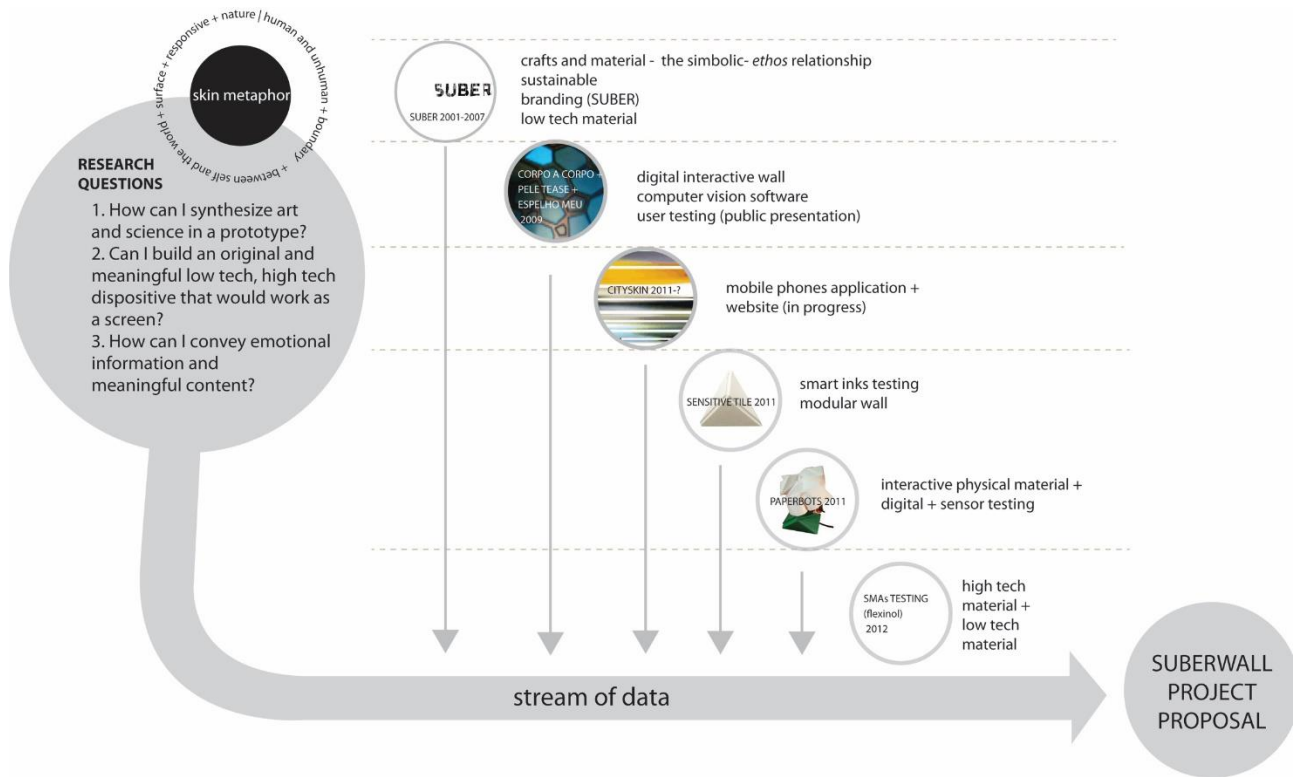 surface + responsive + nature | human and unhuman + boundary + between self and the world +
skin metaphor
RESEARCH
QUESTIONS
1. How can I synthesize art
and science in a prototype?
2. Can I build an original and
meaningful low tech, high tech
dispositive that would work as
a screen?
3. How can I convey emotional
information and
meaningful content?
SUBER
SUBER 2001-2007
crafts and material - the simbolic- ethos relationship
sustainable
branding (SUBER)
low tech material
CORPO A CORPO +
PELE TEASE +
ESPELHO MEU
2009
digital interactive wall
computer vision software
user testing (public presentation)
CITYSKIN 2011-?
mobile phones application +
website (in progress)
SENSITIVE TILE 2011
smart inks testing
modular wall
PAPERBOTS 2011
interactive physical material +
digital + sensor testing
SMAs TESTING
(flexinol)
2012
high tech
material +
low tech
material
stream of data
SUBERWALL
PROJECT
PROPOSAL